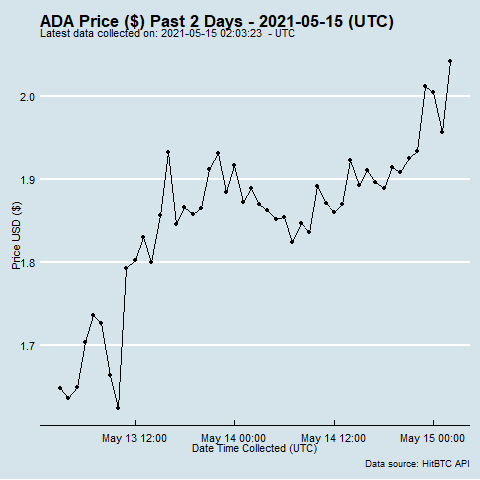 ADA Price ($) Past 2 Days - 2021-05-15 (UTC)
Latest data collected on: 2021-05-15 02:03:23  - UTC
Price USD ($)
2.0
1.9
1.8
1.7
May 13 12:00
May 14 00:00
May 14 12:00
May 15 00:00
Date Time Collected (UTC)
Data source: HitBTC API